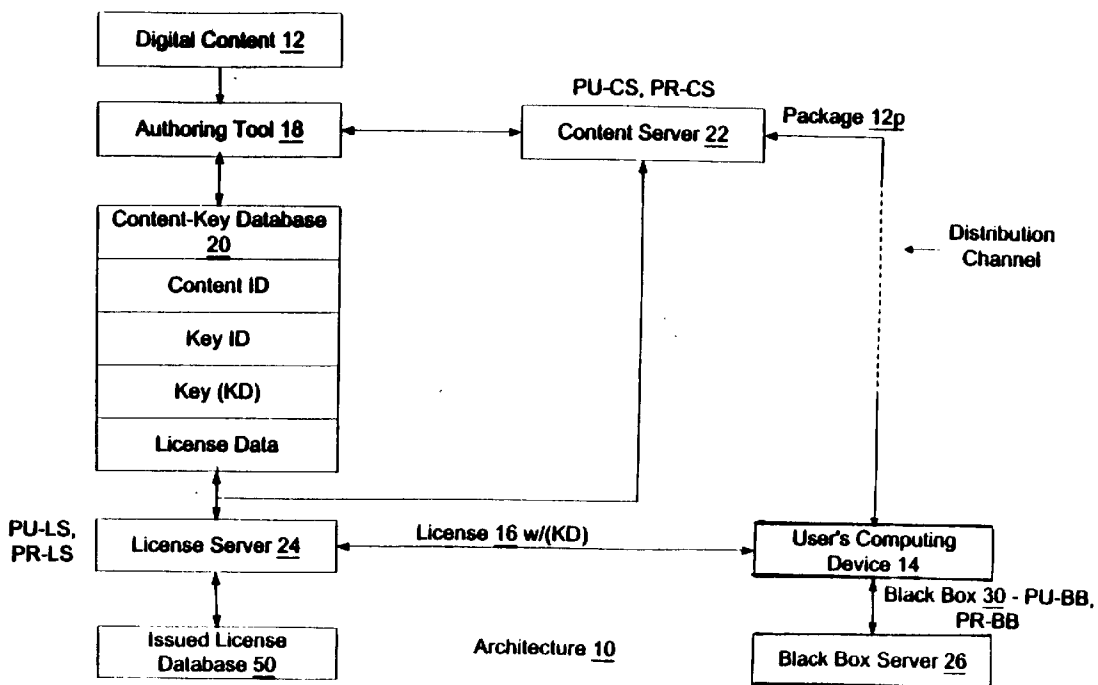 Digital Content 12
PU-CS, PR-CS
Authoring Tool 18
Content Server 22
Package 12p
Content-Key Database
20
Content ID
Key ID
Key (KD)
License Data
Distribution
Channel
PU-LS,
PR-LS
License Server 24
License 16 w/(KD)
User's Computing
Device 14
Black Box 30 - PU-BB,
PR-BB
Issued License
Database 50
Architecture 10
Black Box Server 26